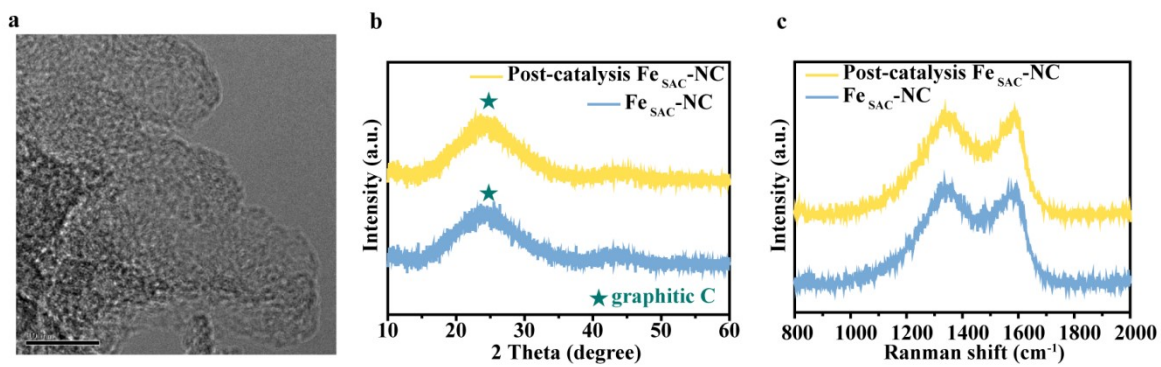 a
b
c
Post-catalysis Fe SAC-NC
Fe SAC-NC
graphitic C
Intensity (a.u.)
10 20 30 40 50 60
2 Theta (degree)
Post-catalysis Fe SAC-NC
Fe SAC-NC
Intensity (a.u.)
800 1000 1200 1400 1600 1800 2000
Ranman shift (cm-1)